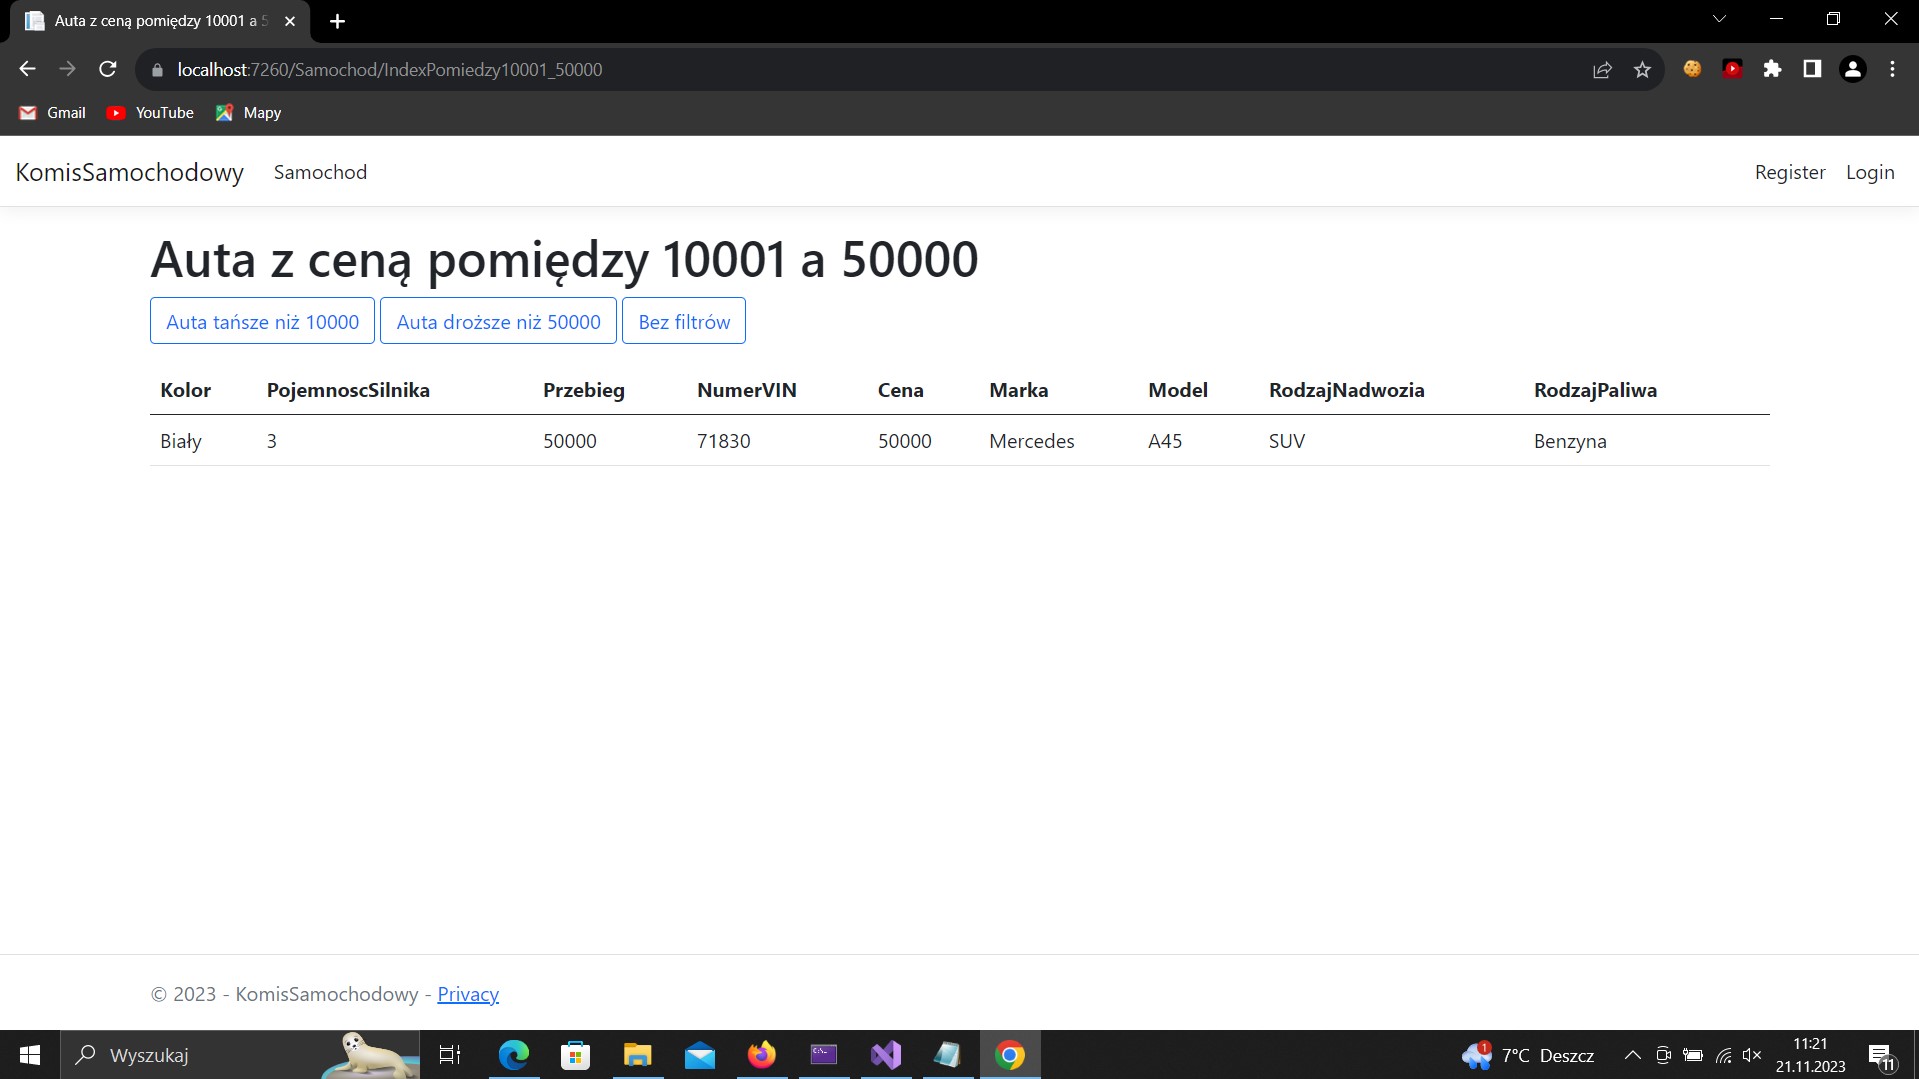 Auta z ceną pomiędzy 10001 a 5
localhost:7260/Samochod/IndexPomiedzy10001_50000
Gmail YouTube Mapy
KomisSamochodowy Samochod Register Login
Auta z ceną pomiędzy 10001 a 50000
Auta tańsze niż 10000 Auta droższe niż 50000 Bez filtrów
Kolor PojemnoscSilnika Przebieg NumerVIN Cena Marka Model RodzajNadwozia RodzajPaliwa
Biały 3 50000 71830 50000 Mercedes A45 SUV Benzyna
© 2023 - KomisSamochodowy - Privacy
Wyszukaj 1 7°C Deszcz 11:21
21.11.2023 11